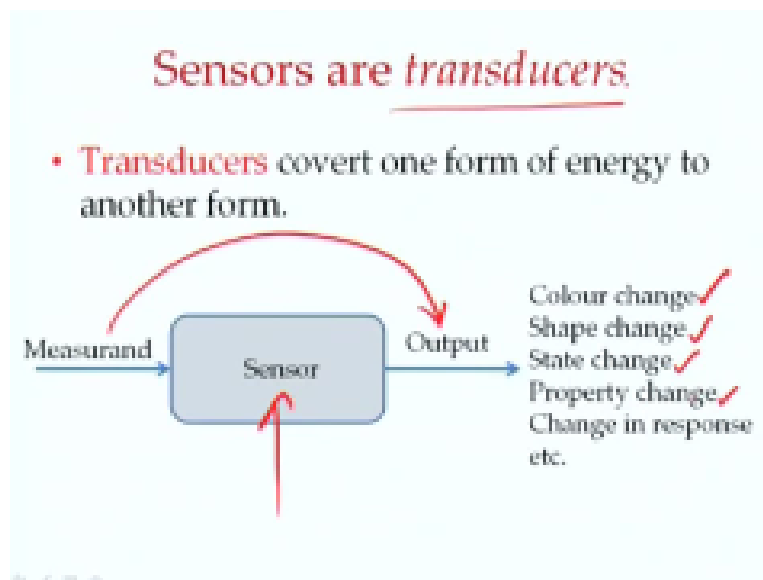 Sensors are transducers.
• Transducers covert one form of energy to
another form.
Measurand
Sensor
Output
Colour change
Shape change
State change
Property change
Change in response
etc.